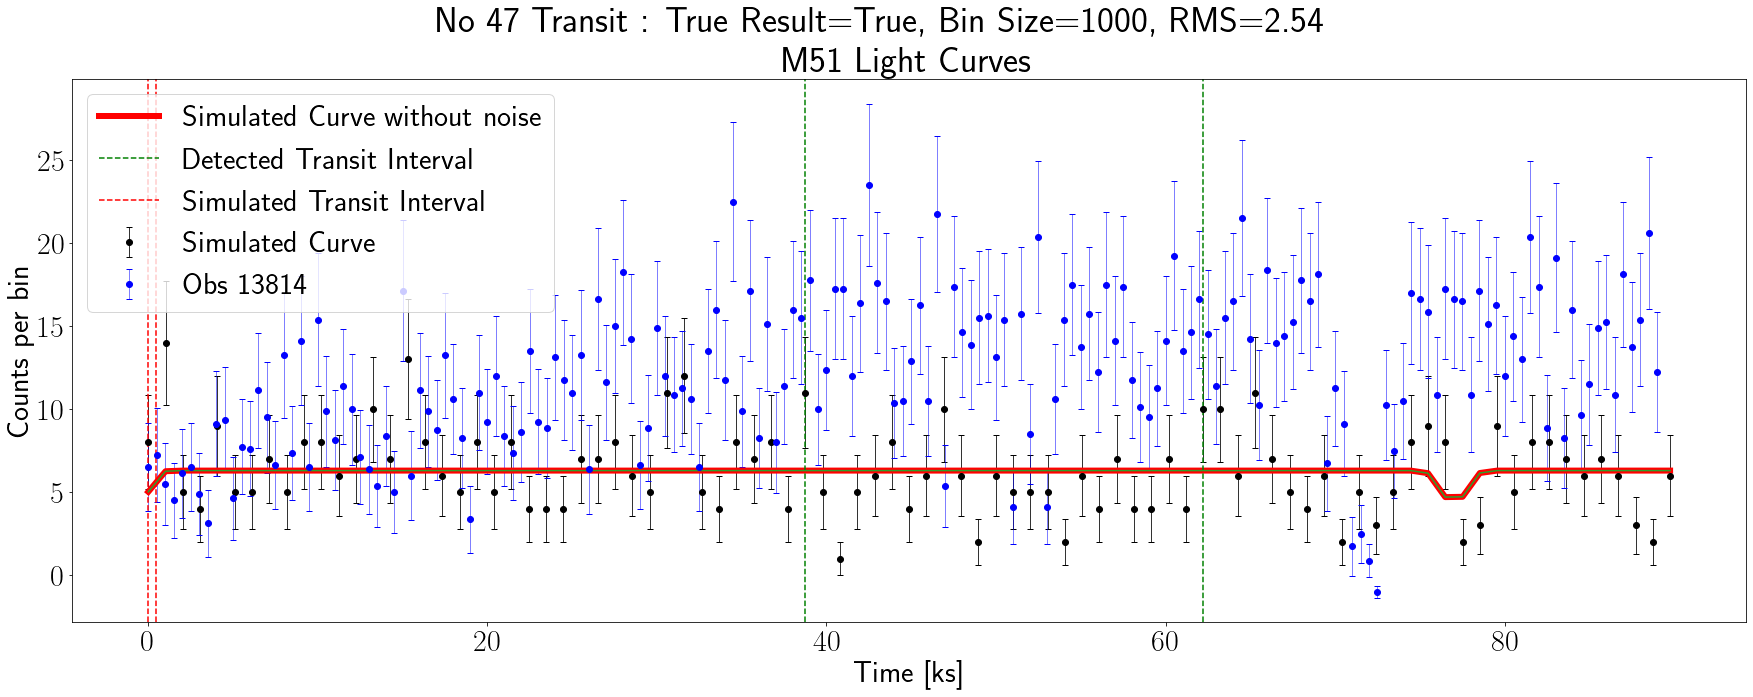 No 47 Transit : True Result=True, Bin Size=1000, RMS=2.54
M51 Light Curves
Simulated Curve without noise
Detected Transit Interval
Simulated Transit Interval
Simulated Curve
Obs 13814
Counts per bin
25
20
15
10
5
0
0 20 40 60 80
Time [ks]